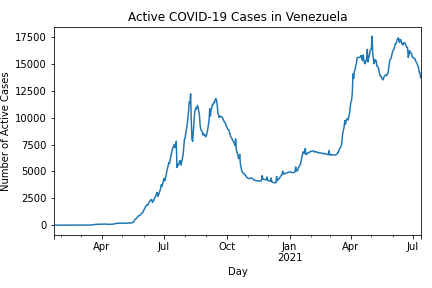 Active COVID-19 Cases in Venezuela
Number of Active Cases
17500
15000
12500
10000
7500
5000
2500
0
Apr Jul Oct Jan Apr Jul
2021
Day